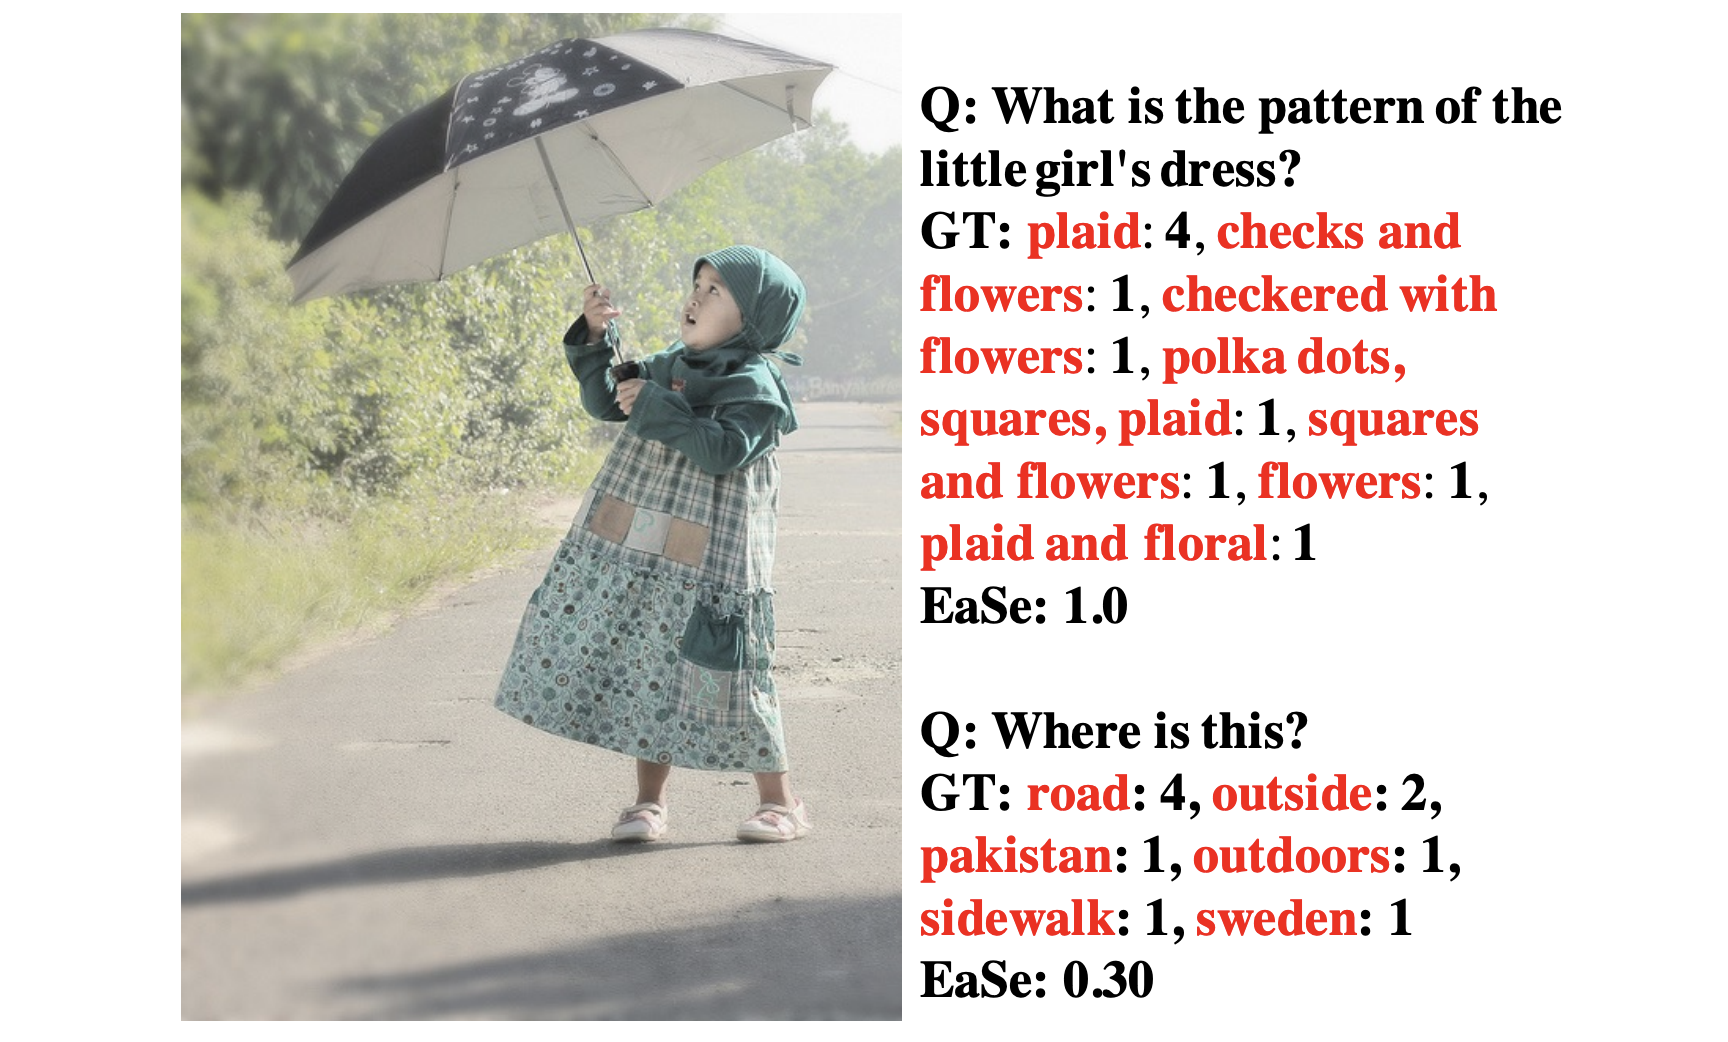 Q: What is the pattern of the
little girl's dress?
GT: plaid: 4, checks and
flowers: 1, checkered with
flowers: 1, polka dots,
squares, plaid: 1, squares
and flowers: 1, flowers: 1,
plaid and floral: 1
EaSe: 1.0
Q: Where is this?
GT: road: 4, outside: 2,
pakistan: 1, outdoors: 1,
sidewalk: 1, sweden: 1
EaSe: 0.30